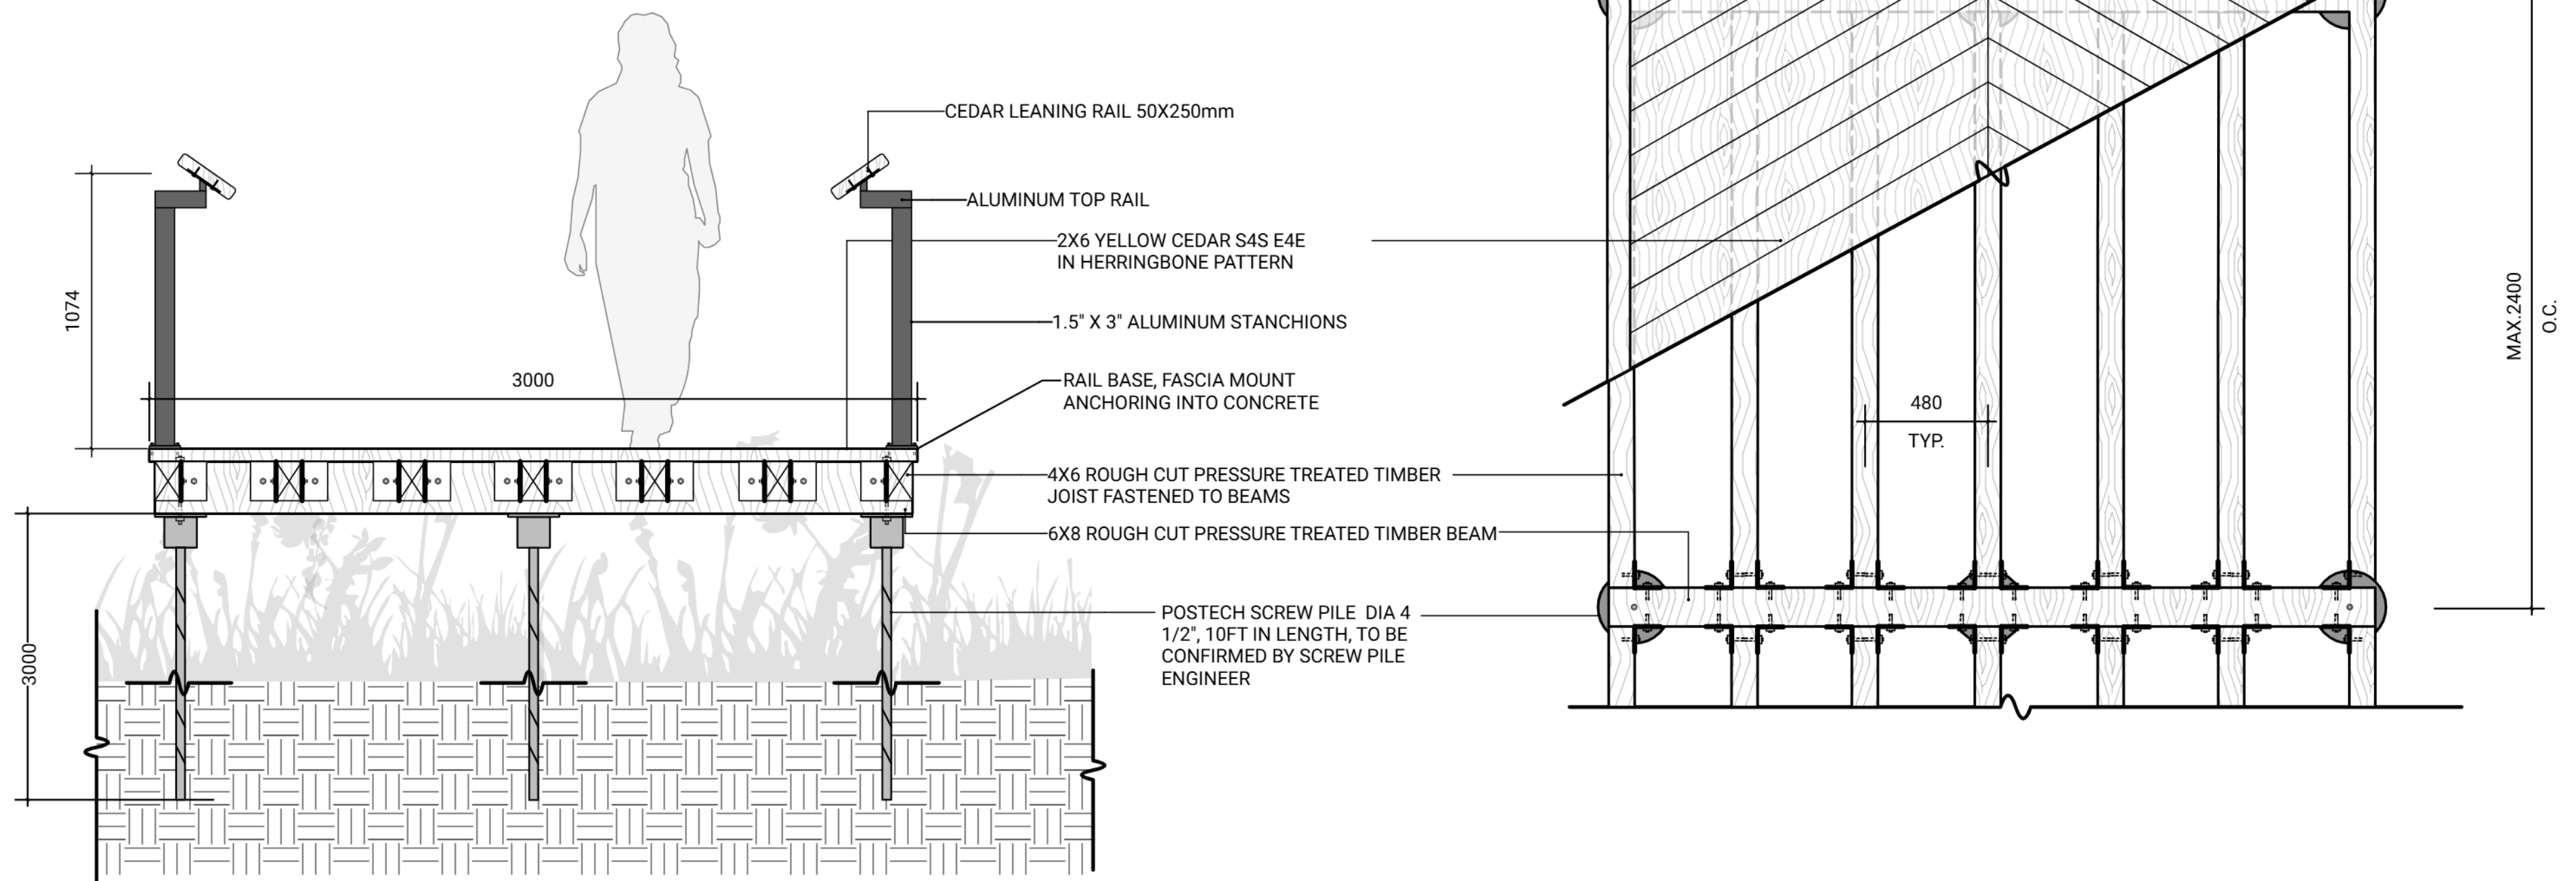 CEDAR LEANING RAIL 50X250mm
ALUMINUM TOP RAIL
2X6 YELLOW CEDAR S4S E4E
IN HERRINGBONE PATTERN
1.5" X 3" ALUMINUM STANCHIONS
RAIL BASE, FASCIA MOUNT
ANCHORING INTO CONCRETE
4X6 ROUGH CUT PRESSURE TREATED TIMBER
JOIST FASTENED TO BEAMS
6X8 ROUGH CUT PRESSURE TREATED TIMBER BEAM
POSTECH SCREW PILE  DIA 4
1/2", 10FT IN LENGTH, TO BE
CONFIRMED BY SCREW PILE
ENGINEER
1074
3000
3000
480
TYP.
MAX.2400
O.C.